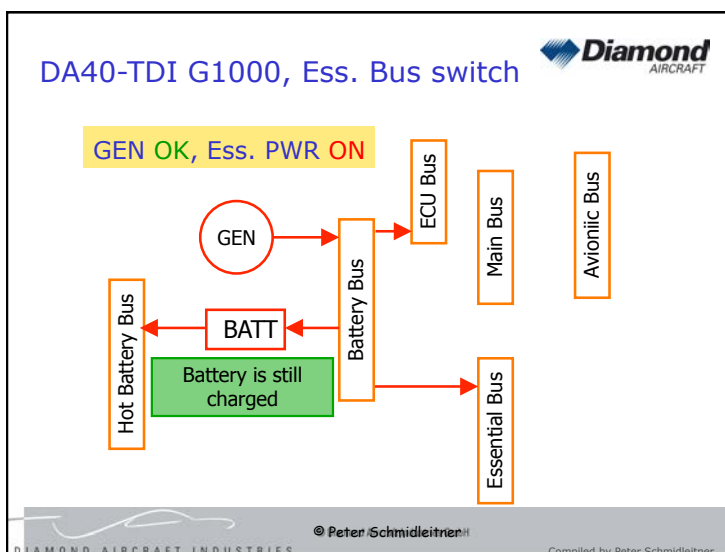 Diamond
AIRCRAFT
DA40-TDI G1000, Ess. Bus switch
GEN OK, Ess. PWR ON
ECU Bus
Main Bus
Avioniic Bus
GEN
Battery Bus
Hot Battery Bus
BATT
Battery is still
charged
Essential Bus
© Peter Schmidleitner
DIAMOND AIRCRAFT INDUSTRIES
Compiled by Peter Schmidleitner